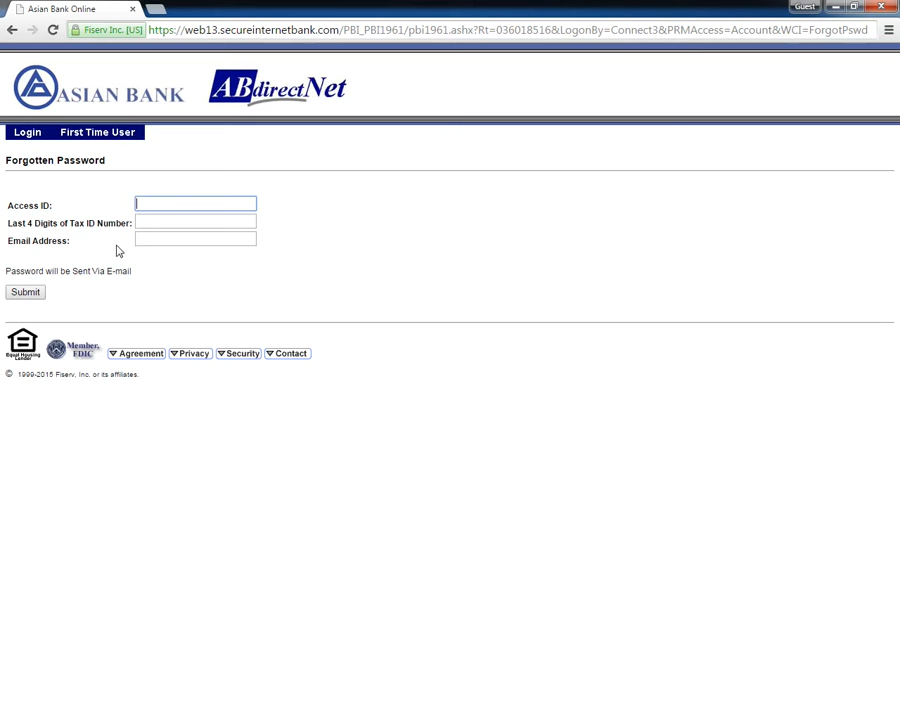 Asian Bank Online
Guest
Fiserv Inc. [US] https://web13.secureinternetbank.com/PBI_PBI1961/pbi1961.ashx?Rt=036018516&LogonBy=Connect3&PRMAccess=Account&WCI=ForgotPswd
ASIAN BANK ABdirectNet
Login First Time User
Forgotten Password
Access ID:
Last 4 Digits of Tax ID Number:
Email Address:
Password will be Sent Via E-mail
Submit
Equal Housing Lender
Member FDIC
Agreement Privacy Security Contact
© 1999-2015 Fiserv, Inc. or its affiliates.